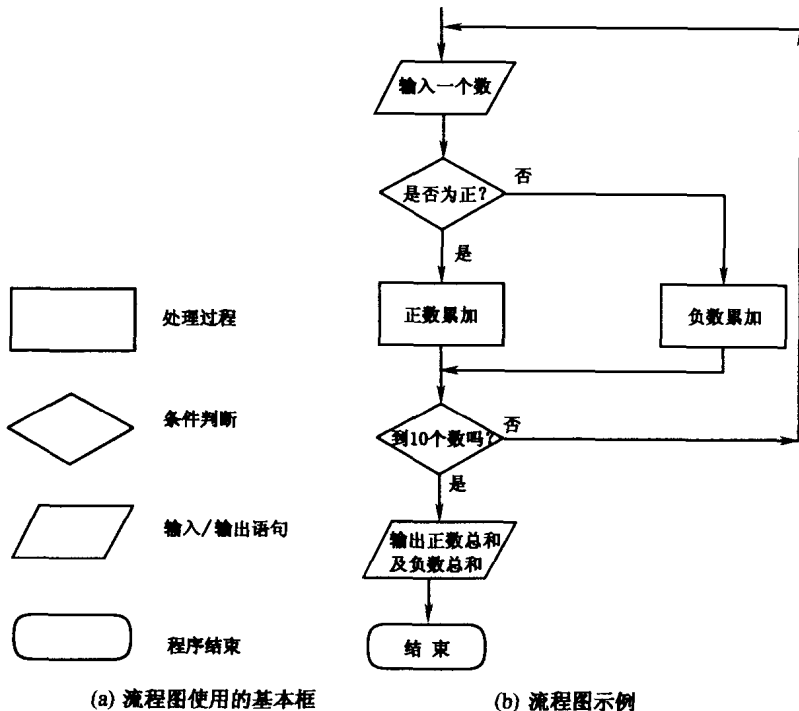 输入一个数
是否为正?
否
是
正数累加
负数累加
到10个数吗?
否
是
输出正数总和
及负数总和
结 束
处理过程
条件判断
输入/输出语句
程序结束
(a) 流程图使用的基本框
(b) 流程图示例